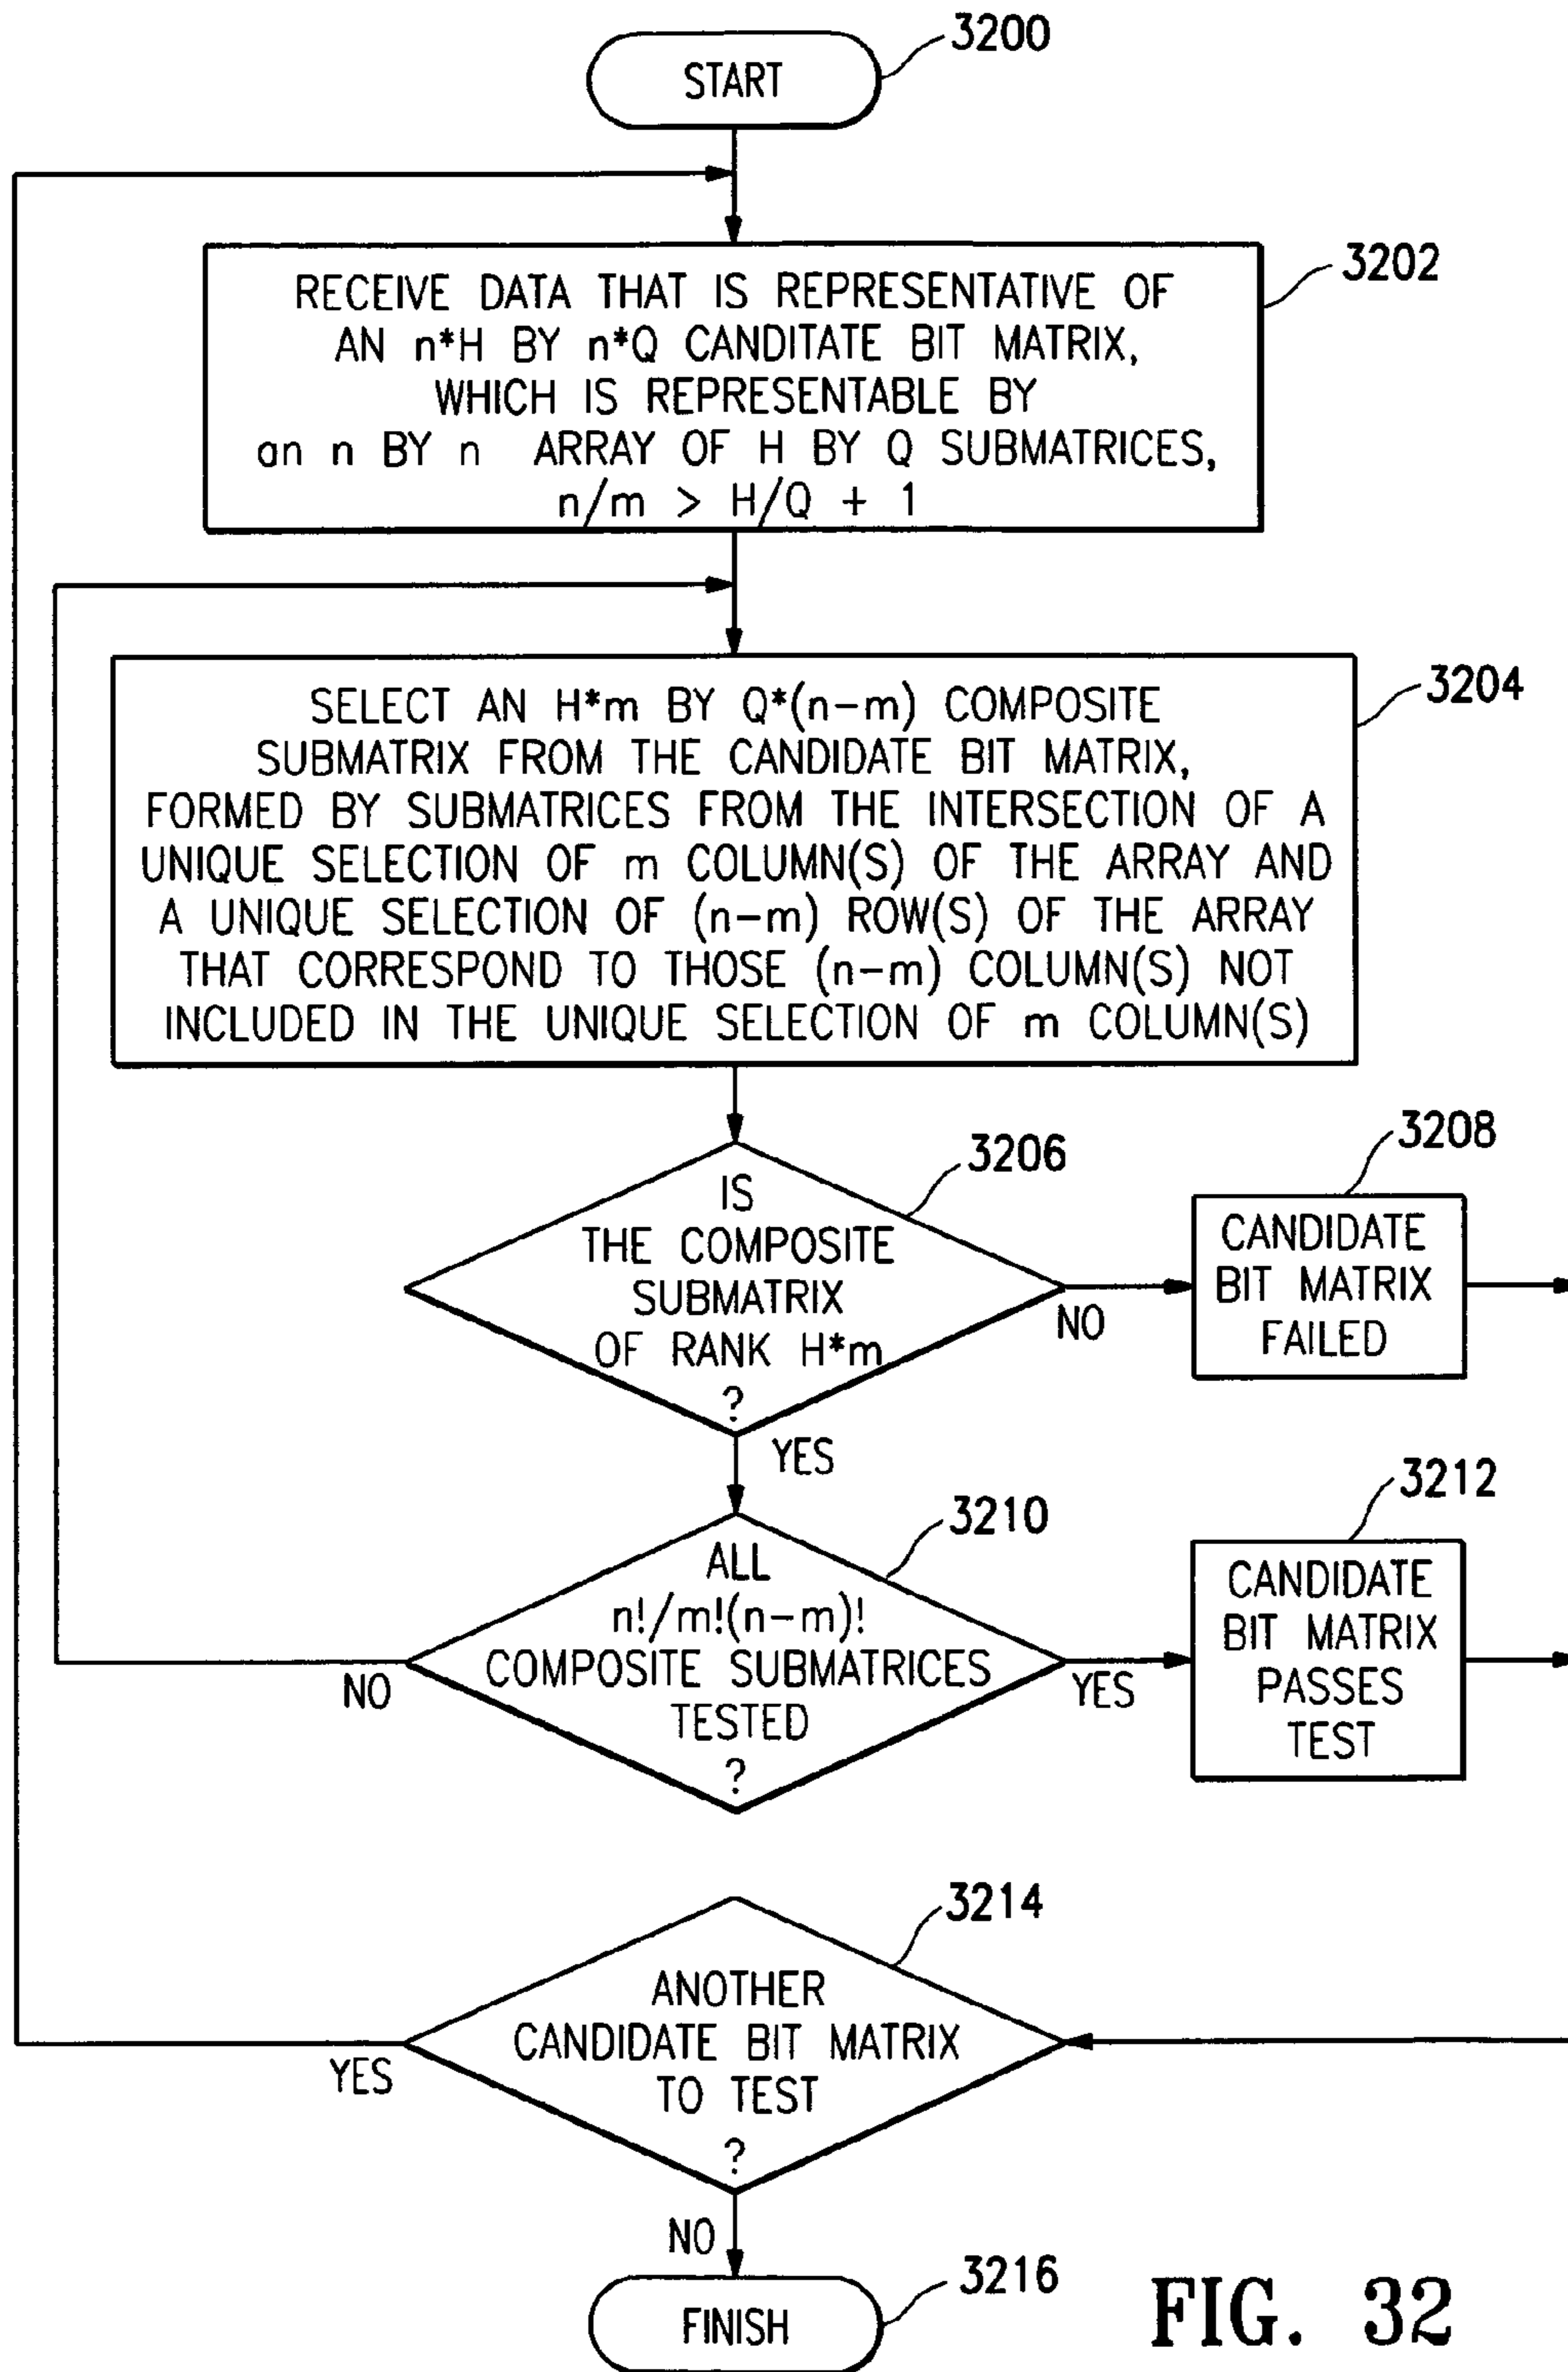 3200
START
3202
RECEIVE DATA THAT IS REPRESENTATIVE OF
AN n*H BY n*Q CANDITATE BIT MATRIX,
WHICH IS REPRESENTABLE BY
an n BY n ARRAY OF H BY Q SUBMATRICES,
n/m > H/Q + 1
3204
SELECT AN H*m BY Q*(n-m) COMPOSITE
SUBMATRIX FROM THE CANDIDATE BIT MATRIX,
FORMED BY SUBMATRICES FROM THE INTERSECTION OF A
UNIQUE SELECTION OF m COLUMN(S) OF THE ARRAY AND
A UNIQUE SELECTION OF (n-m) ROW(S) OF THE ARRAY
THAT CORRESPOND TO THOSE (n-m) COLUMN(S) NOT
INCLUDED IN THE UNIQUE SELECTION OF m COLUMN(S)
3206
IS
THE COMPOSITE
SUBMATRIX
OF RANK H*m
?
NO
3208
CANDIDATE
BIT MATRIX
FAILED
YES
3210
ALL
n!/m!(n-m)!
COMPOSITE SUBMATRICES
TESTED
?
NO
YES
3212
CANDIDATE
BIT MATRIX
PASSES
TEST
3214
ANOTHER
CANDIDATE BIT MATRIX
TO TEST
?
YES
NO
3216
FINISH
FIG. 32